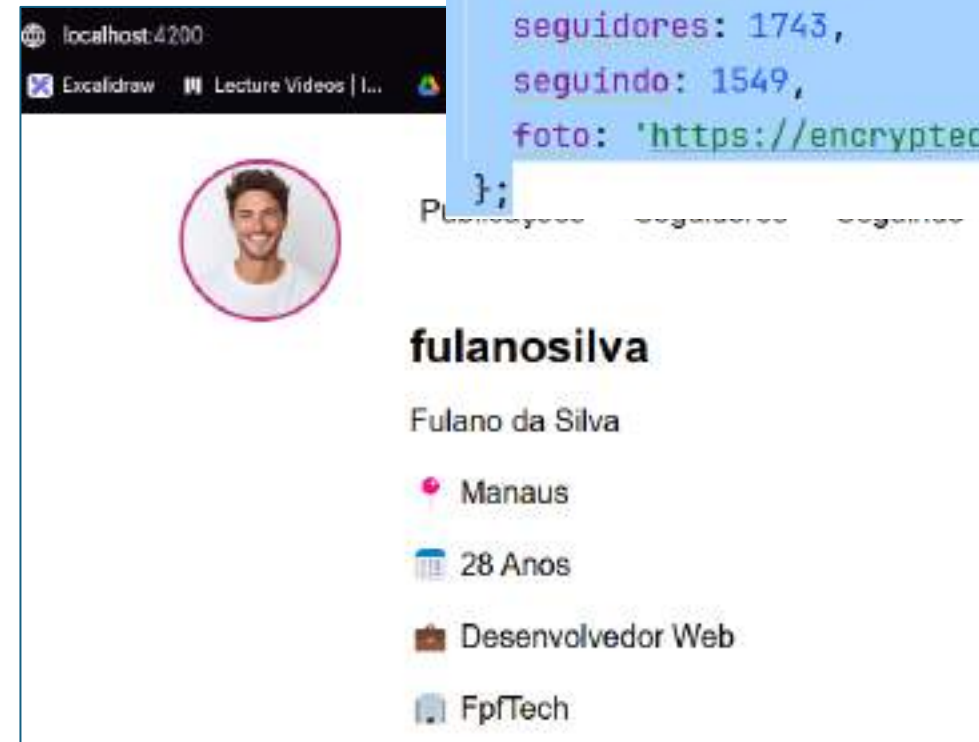 localhost:4200
Excalidraw
Lecture Videos | I...
seguidores: 1743,
seguindo: 1549,
foto: 'https://encrypted
};
fulanosilva
Fulano da Silva
Manaus
28 Anos
Desenvolvedor Web
FpfTech